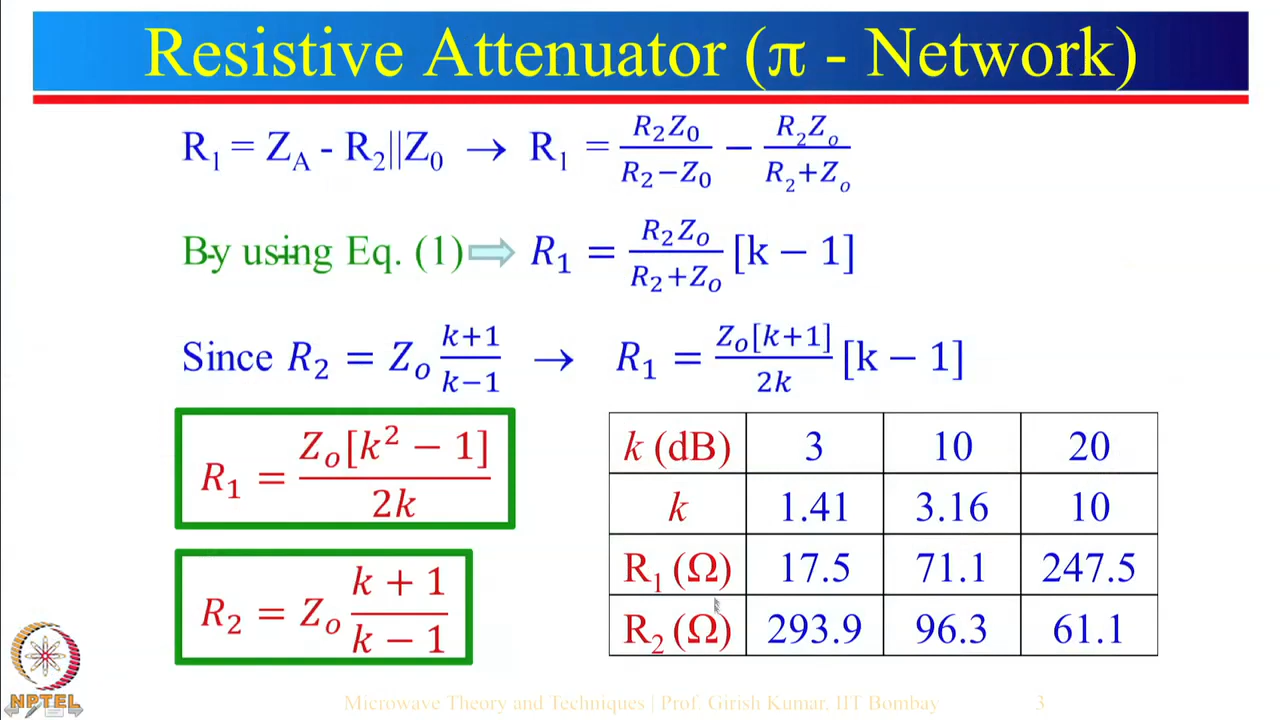 Resistive Attenuator (π - Network)
R₁ = Z_A - R₂||Z₀ → R₁ = R₂Z₀/(R₂−Z₀) − R₂Zₒ/(R₂+Zₒ)
By using Eq. (1) ⇒ R₁ = R₂Zₒ/(R₂+Zₒ) [k − 1]
Since R₂ = Zₒ (k+1)/(k−1) → R₁ = Zₒ[k+1]/2k [k − 1]
R₁ = Zₒ[k² − 1]/2k
R₂ = Zₒ (k + 1)/(k − 1)
k (dB) 3 10 20
k 1.41 3.16 10
R₁ (Ω) 17.5 71.1 247.5
R₂ (Ω) 293.9 96.3 61.1
NPTEL
Microwave Theory and Techniques | Prof. Girish Kumar, IIT Bombay 3